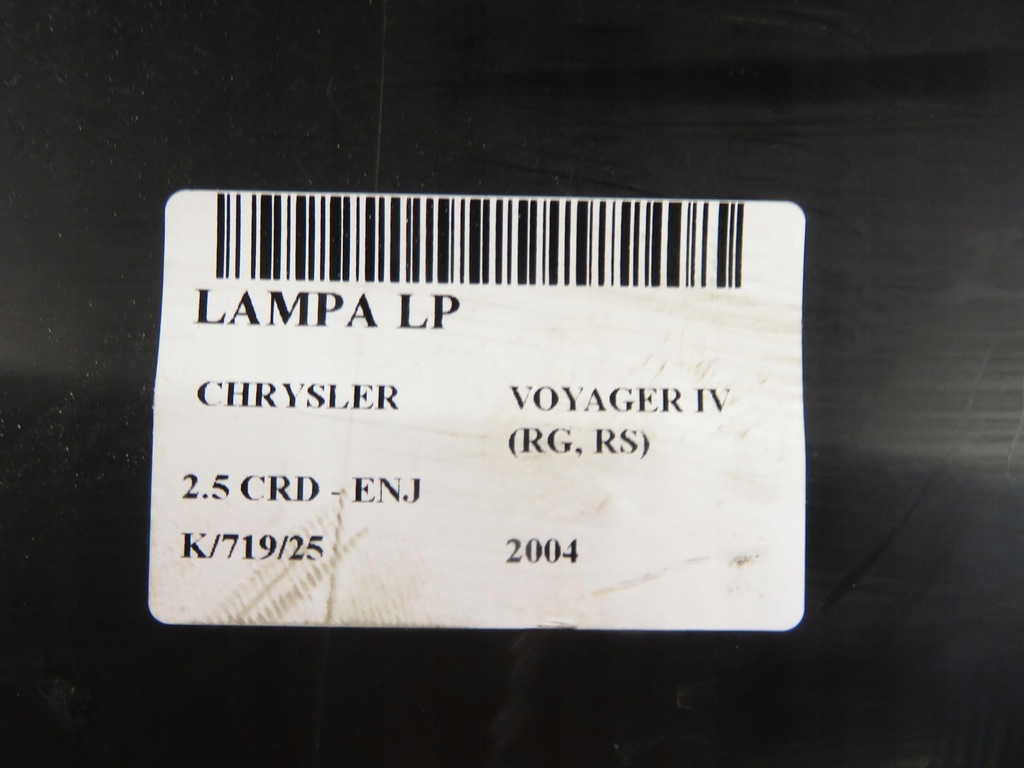 LAMPA LP
CHRYSLER
VOYAGER IV
(RG, RS)
2.5 CRD - ENJ
K/719/25
2004